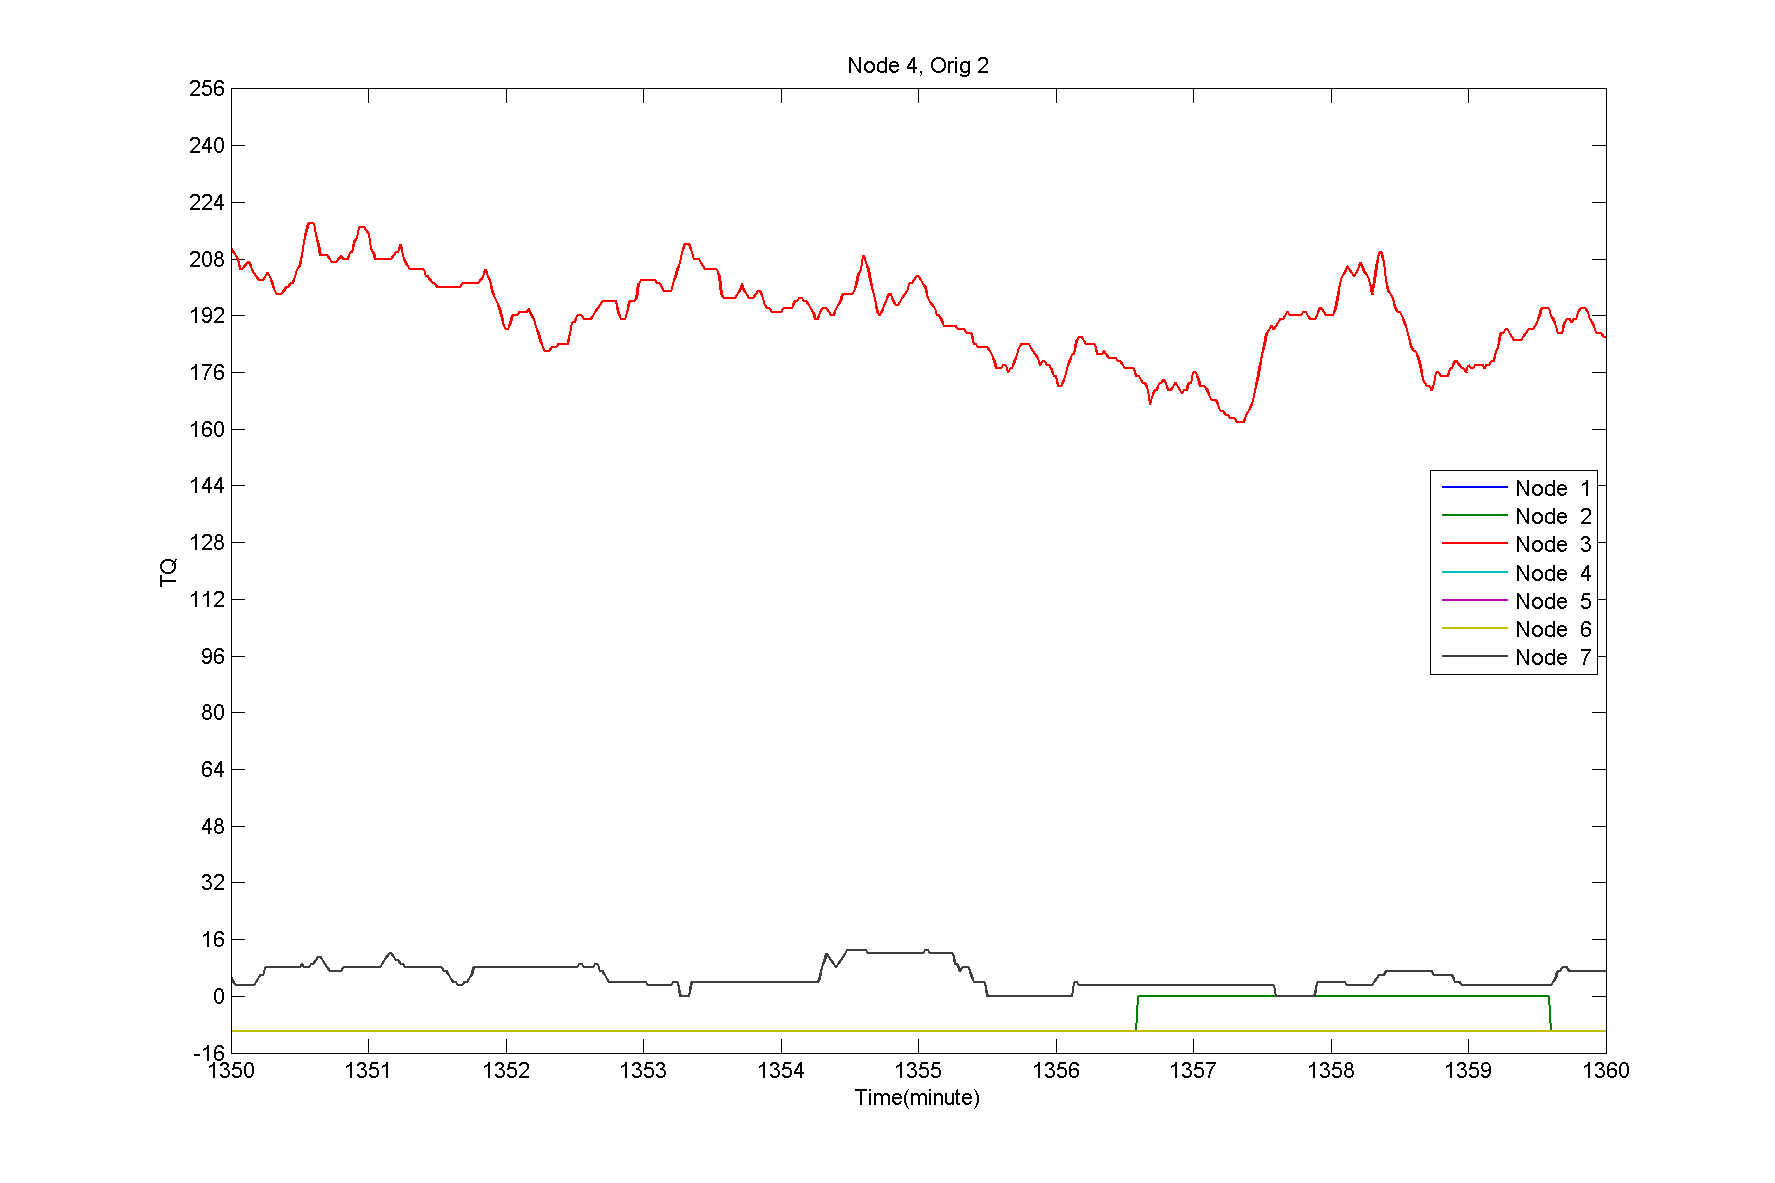 Node 4, Orig 2
256
240
224
208
192
176
160
144
128
112
96
80
64
48
32
16
0
-16
TQ
Node 1
Node 2
Node 3
Node 4
Node 5
Node 6
Node 7
1350 1351 1352 1353 1354 1355 1356 1357 1358 1359 1360
Time(minute)